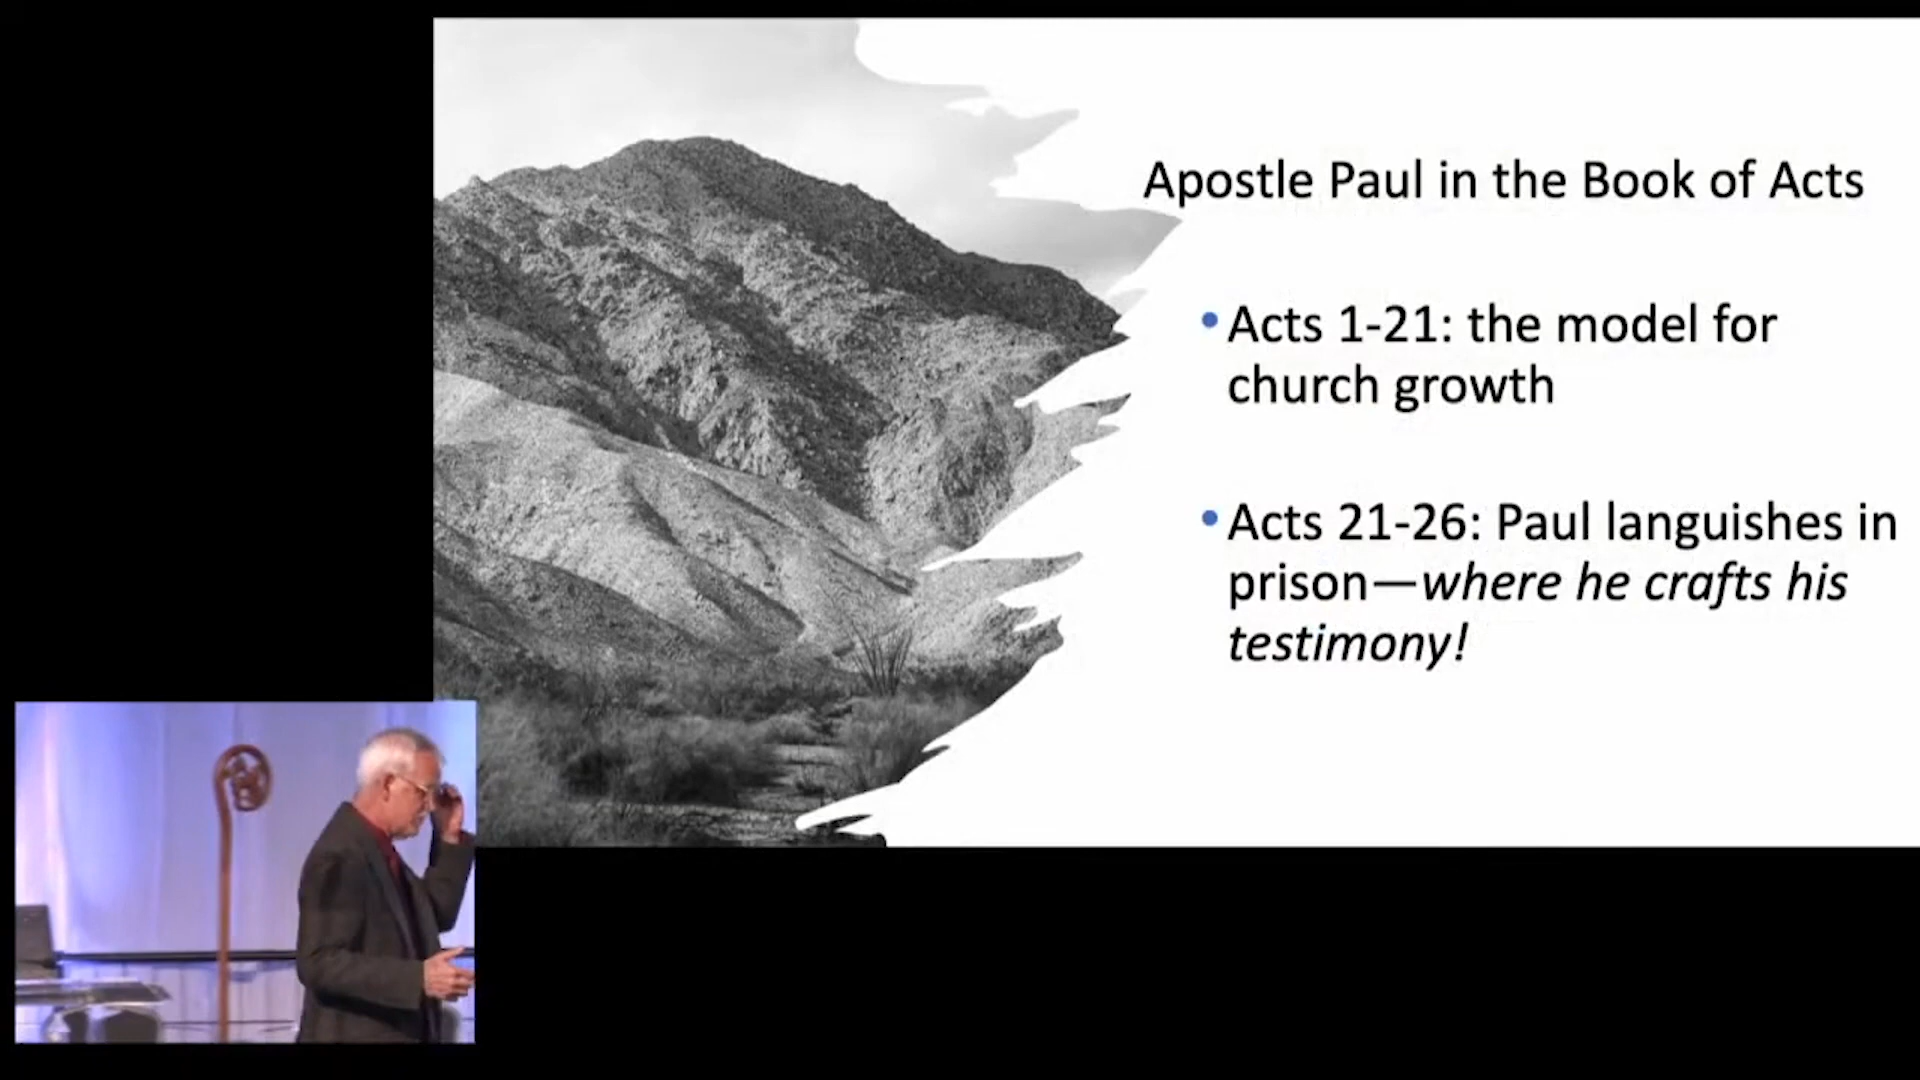 Apostle Paul in the Book of Acts
•Acts 1-21: the model for
church growth
•Acts 21-26: Paul languishes in
prison—where he crafts his
testimony!